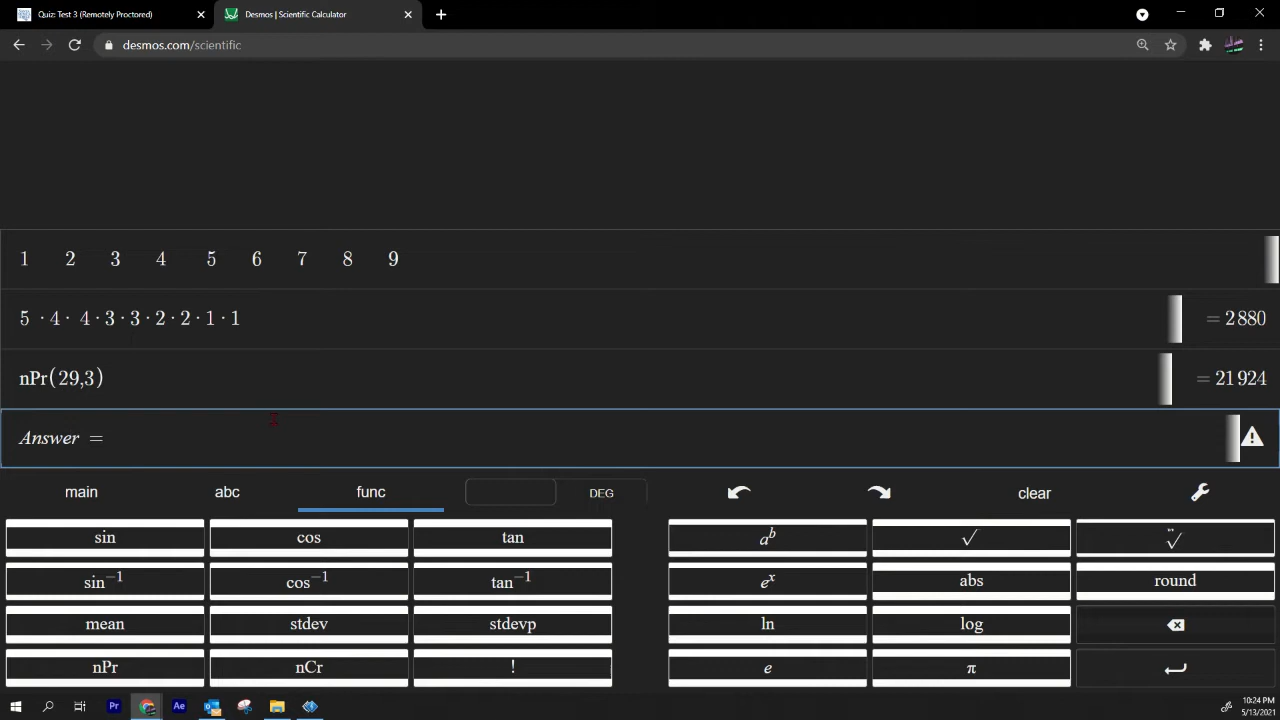 Quiz: Test 3 (Remotely Proctored)
Desmos | Scientific Calculator
desmos.com/scientific
1 2 3 4 5 6 7 8 9
5 · 4 · 4 · 3 · 3 · 2 · 2 · 1 · 1 = 2880
nPr(29,3) = 21924
Answer =
main abc func DEG clear
sin cos tan a^b √ ⁿ√
sin⁻¹ cos⁻¹ tan⁻¹ eˣ abs round
mean stdev stdevp ln log
nPr nCr ! e π
Pr Ae
10:24 PM
5/13/2021